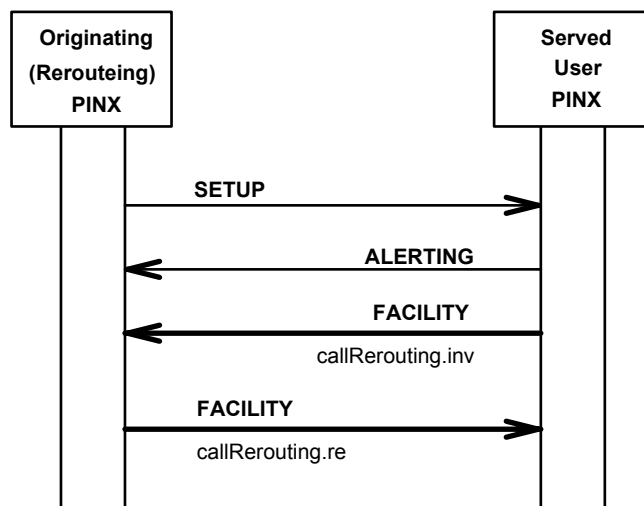 Originating
(Rerouteing)
PINX
Served
User
PINX
SETUP
ALERTING
FACILITY
callRerouting.inv
FACILITY
callRerouting.re